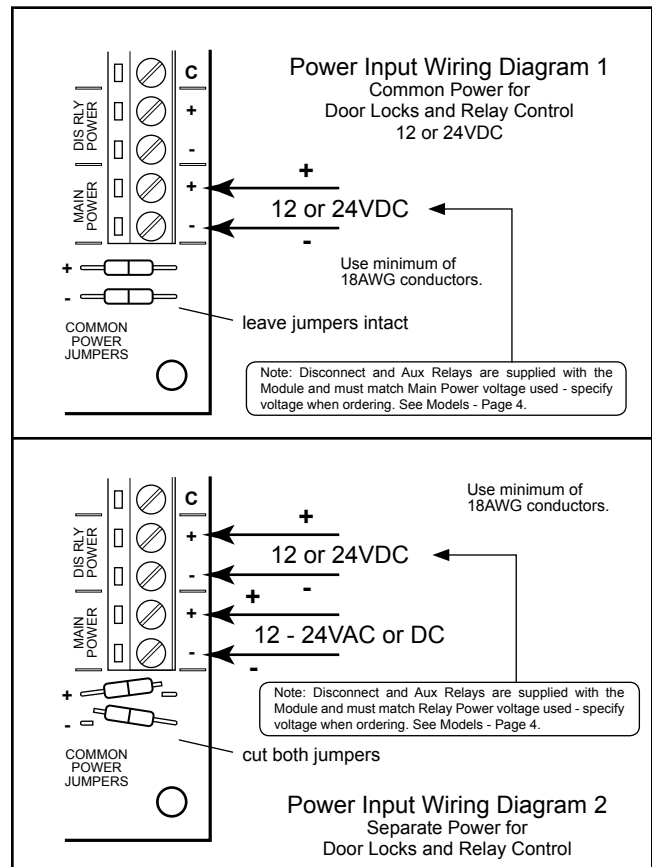 Power Input Wiring Diagram 1
Common Power for
Door Locks and Relay Control
12 or 24VDC
C
DIS RLY
POWER
+
-
MAIN
POWER
+
-
+
12 or 24VDC
-
Use minimum of
18AWG conductors.
+
-
leave jumpers intact
COMMON
POWER
JUMPERS
Note: Disconnect and Aux Relays are supplied with the
Module and must match Main Power voltage used - specify
voltage when ordering. See Models - Page 4.
C
Use minimum of
18AWG conductors.
DIS RLY
POWER
+
-
+
12 or 24VDC
-
MAIN
POWER
+
-
+
12 - 24VAC or DC
-
+
-
Note: Disconnect and Aux Relays are supplied with the
Module and must match Relay Power voltage used - specify
voltage when ordering. See Models - Page 4.
cut both jumpers
COMMON
POWER
JUMPERS
Power Input Wiring Diagram 2
Separate Power for
Door Locks and Relay Control